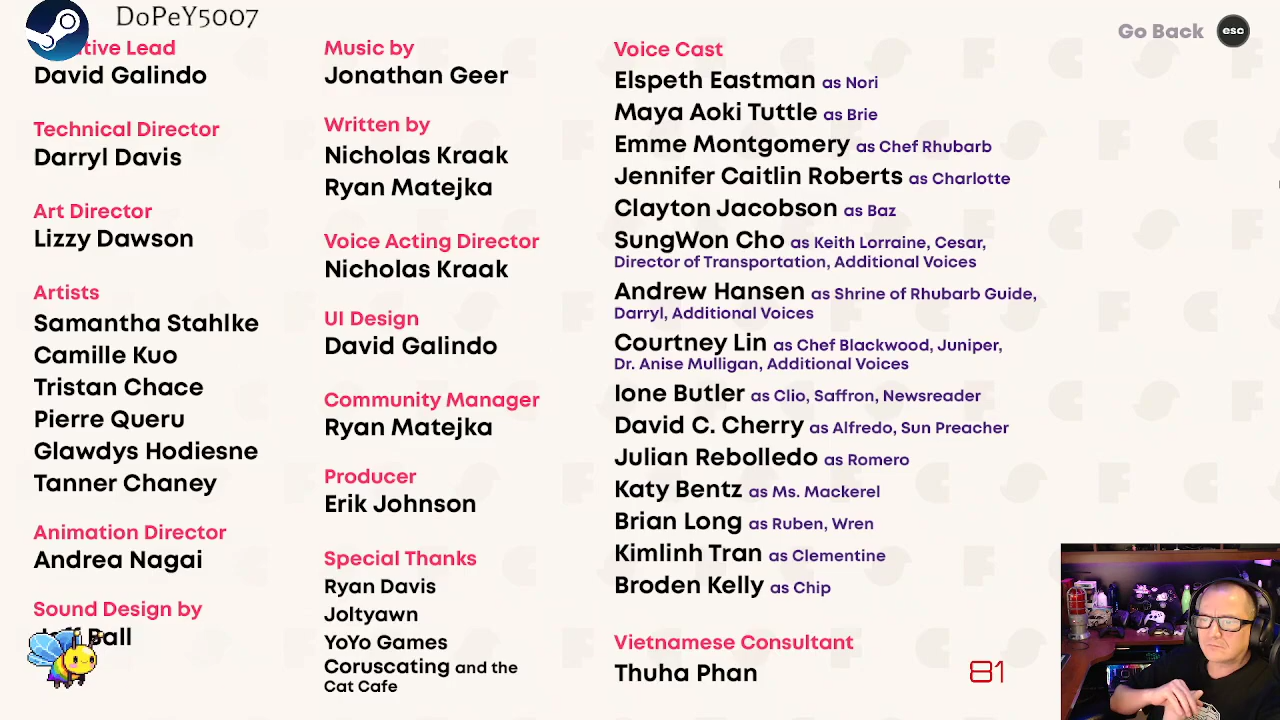 DoPeY5007
Go Back esc
tive Lead
David Galindo
Technical Director
Darryl Davis
Art Director
Lizzy Dawson
Artists
Samantha Stahlke
Camille Kuo
Tristan Chace
Pierre Queru
Glawdys Hodiesne
Tanner Chaney
Animation Director
Andrea Nagai
Sound Design by
Jeff Ball
Music by
Jonathan Geer
Written by
Nicholas Kraak
Ryan Matejka
Voice Acting Director
Nicholas Kraak
UI Design
David Galindo
Community Manager
Ryan Matejka
Producer
Erik Johnson
Special Thanks
Ryan Davis
Joltyawn
YoYo Games
Coruscating and the
Cat Cafe
Voice Cast
Elspeth Eastman as Nori
Maya Aoki Tuttle as Brie
Emme Montgomery as Chef Rhubarb
Jennifer Caitlin Roberts as Charlotte
Clayton Jacobson as Baz
SungWon Cho as Keith Lorraine, Cesar,
Director of Transportation, Additional Voices
Andrew Hansen as Shrine of Rhubarb Guide,
Darryl, Additional Voices
Courtney Lin as Chef Blackwood, Juniper,
Dr. Anise Mulligan, Additional Voices
Ione Butler as Clio, Saffron, Newsreader
David C. Cherry as Alfredo, Sun Preacher
Julian Rebolledo as Romero
Katy Bentz as Ms. Mackerel
Brian Long as Ruben, Wren
Kimlinh Tran as Clementine
Broden Kelly as Chip
Vietnamese Consultant
Thuha Phan
81